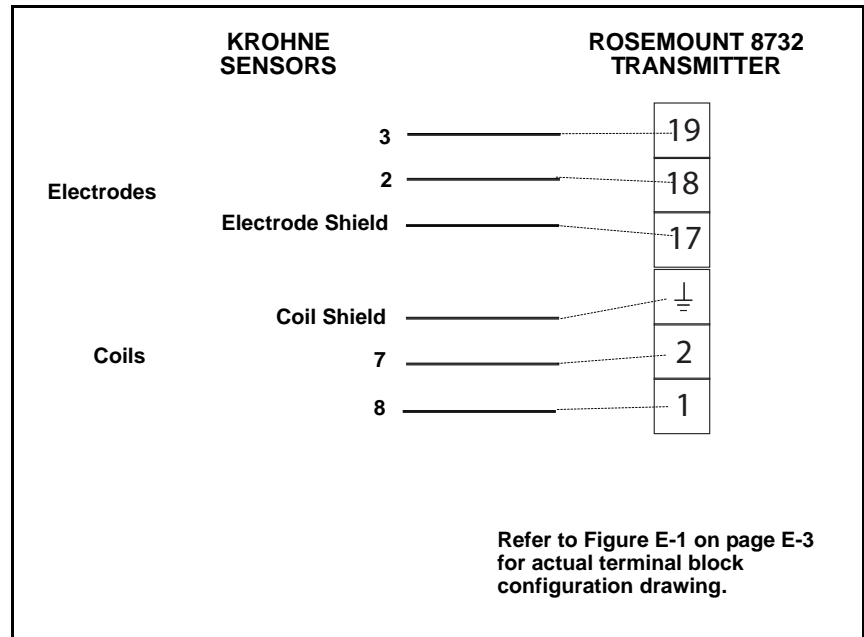 KROHNE
SENSORS
ROSEMOUNT 8732
TRANSMITTER
3
19
2
18
Electrodes
Electrode Shield
17
Coil Shield
Coils
7
2
8
1
Refer to Figure E-1 on page E-3
for actual terminal block
configuration drawing.